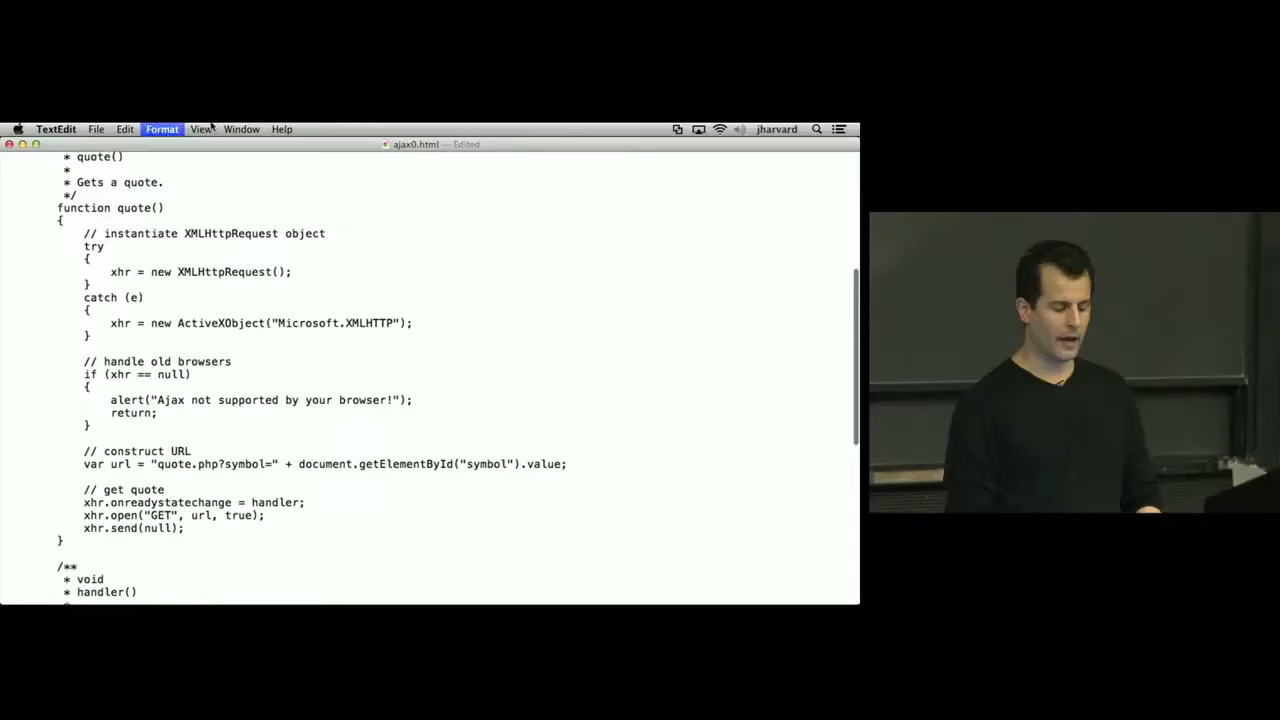 TextEdit File Edit Format View Window Help jharvard
ajax0.html — Edited
* quote()
*
* Gets a quote.
*/
function quote()
{
// instantiate XMLHttpRequest object
try
{
xhr = new XMLHttpRequest();
}
catch (e)
{
xhr = new ActiveXObject("Microsoft.XMLHTTP");
}
// handle old browsers
if (xhr == null)
{
alert("Ajax not supported by your browser!");
return;
}
// construct URL
var url = "quote.php?symbol=" + document.getElementById("symbol").value;
// get quote
xhr.onreadystatechange = handler;
xhr.open("GET", url, true);
xhr.send(null);
}
/**
* void
* handler()
*